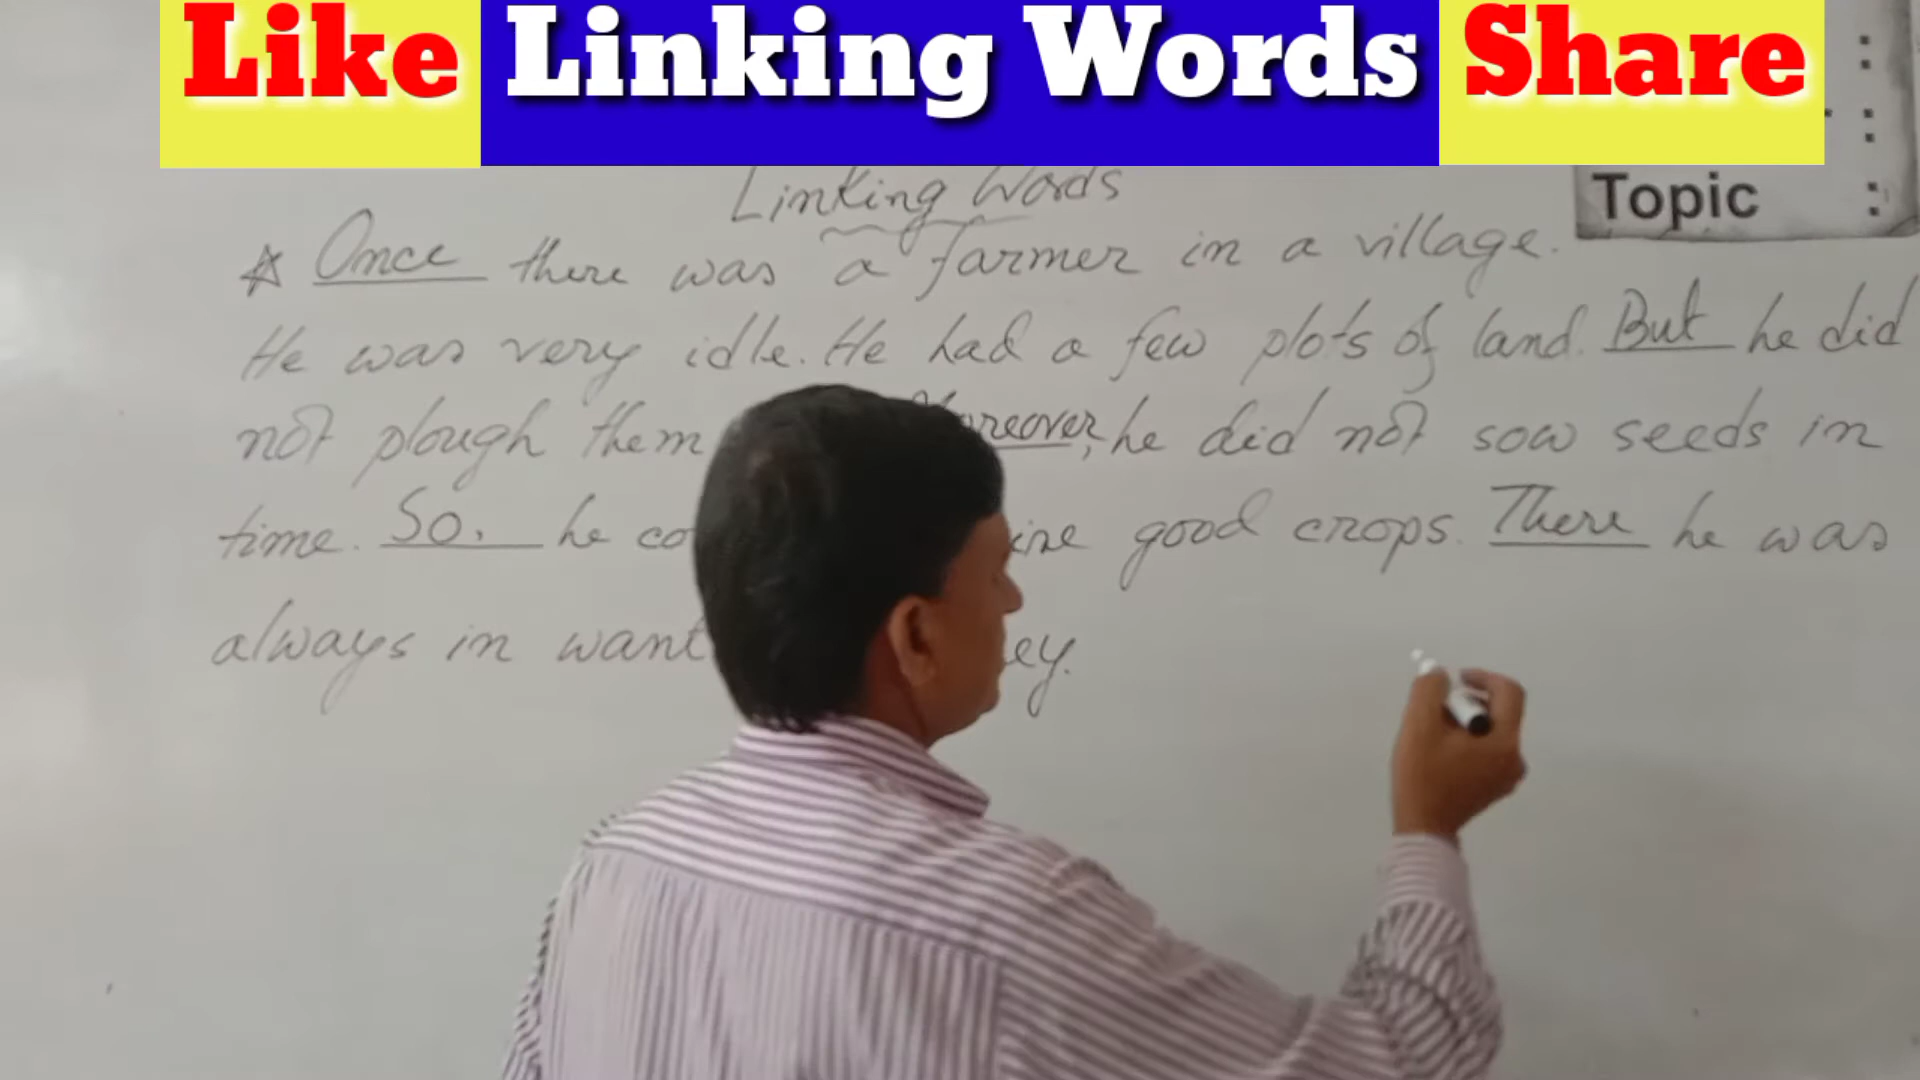 Like Linking Words Share
Topic :
Linking Words
Once there was a farmer in a village.
He was very idle. He had a few plots of land. But he did
not plough them he did not sow seeds in
time. So, he good crops. There he was
always in want